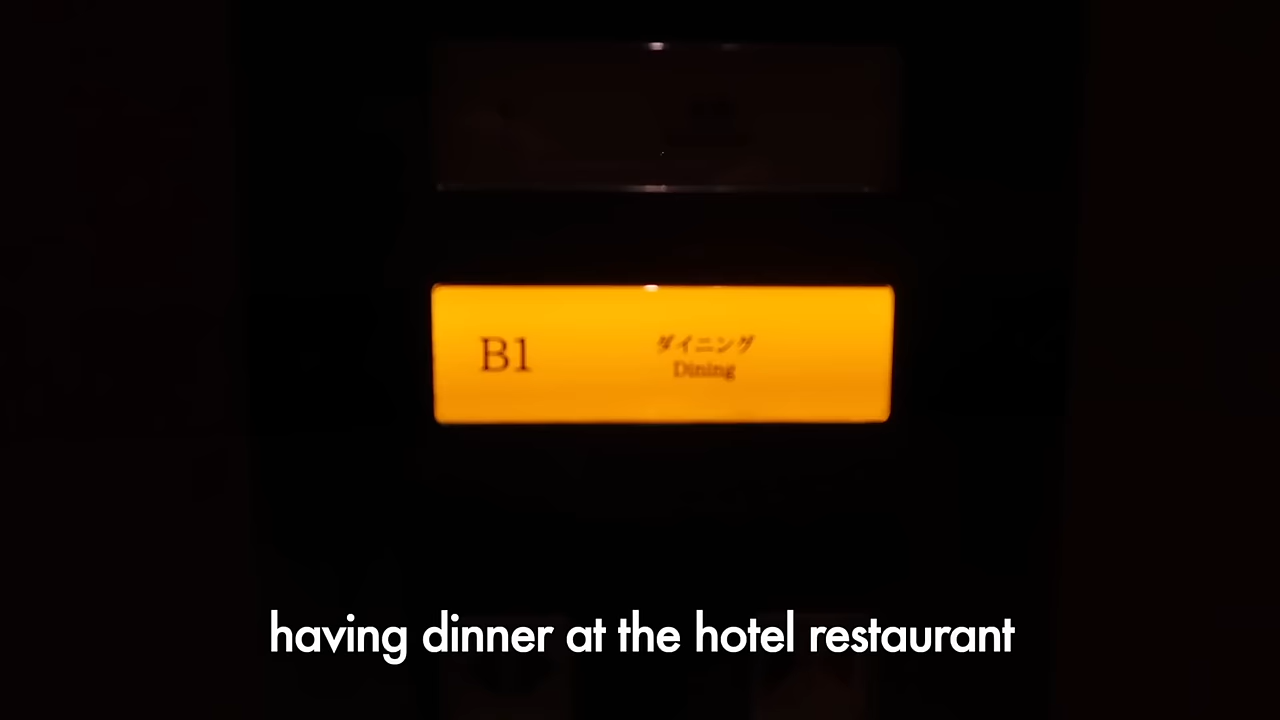 B1
ダイニング
Dining
having dinner at the hotel restaurant